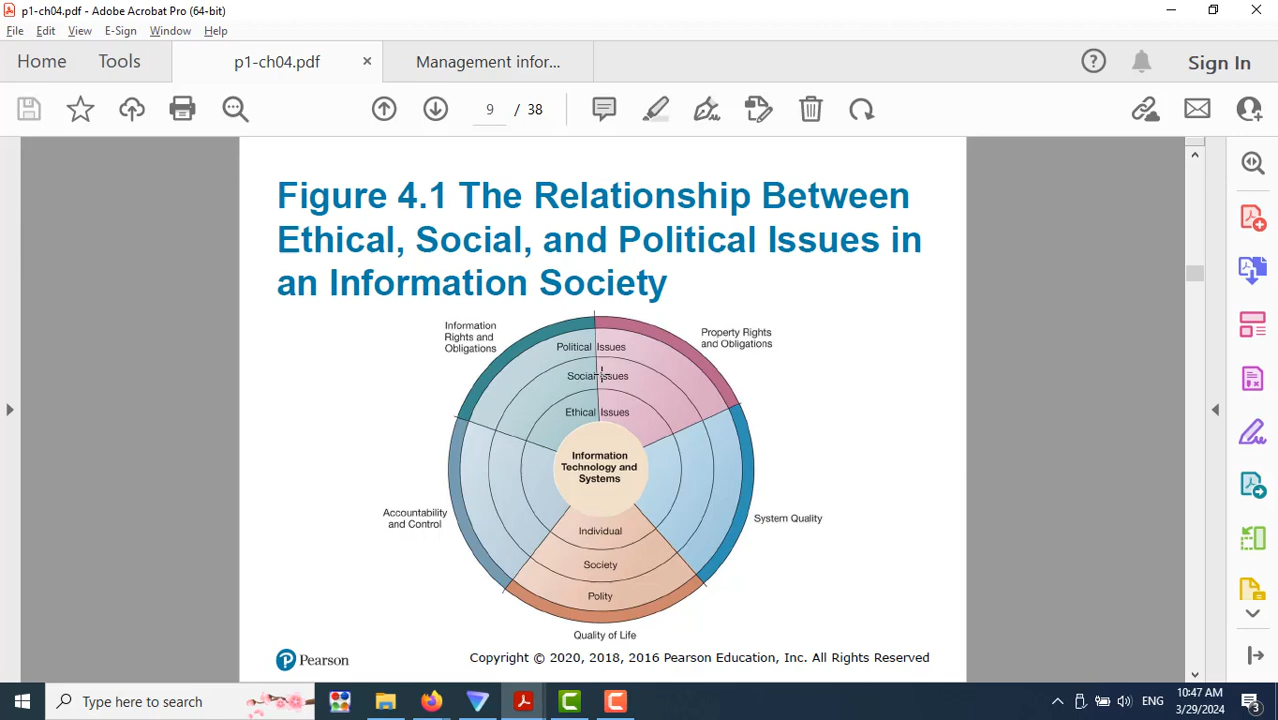 p1-ch04.pdf - Adobe Acrobat Pro (64-bit)
File Edit View E-Sign Window Help
Home Tools p1-ch04.pdf × Management infor... ? Sign In
9 / 38
Figure 4.1 The Relationship Between
Ethical, Social, and Political Issues in
an Information Society
Information
Rights and
Obligations
Property Rights
and Obligations
Political Issues
Social Issues
Ethical Issues
Information
Technology and
Systems
Accountability
and Control
System Quality
Individual
Society
Polity
Quality of Life
Pearson
Copyright © 2020, 2018, 2016 Pearson Education, Inc. All Rights Reserved
Type here to search
ENG
10:47 AM
3/29/2024
3